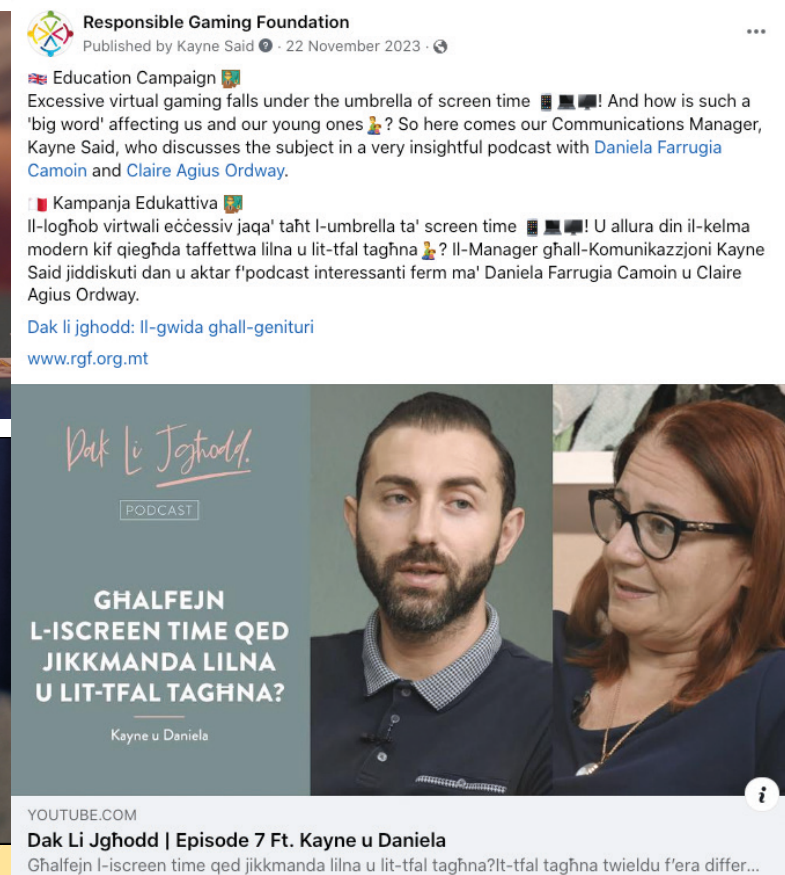 Responsible Gaming Foundation
Published by Kayne Said · 22 November 2023 ·
🇬🇧 Education Campaign
Excessive virtual gaming falls under the umbrella of screen time 📱💻🖥! And how is such a
'big word' affecting us and our young ones? So here comes our Communications Manager,
Kayne Said, who discusses the subject in a very insightful podcast with Daniela Farrugia
Camoin and Claire Agius Ordway.
🇲🇹 Kampanja Edukattiva
Il-logħob virtwali eċċessiv jaqa' taħt l-umbrella ta' screen time 📱💻🖥! U allura din il-kelma
modern kif qiegħda taffettwa lilna u lit-tfal tagħna? Il-Manager għall-Komunikazzjoni Kayne
Said jiddiskuti dan u aktar f'podcast interessanti ferm ma' Daniela Farrugia Camoin u Claire
Agius Ordway.
Dak li jghodd: Il-gwida ghall-genituri
www.rgf.org.mt
Dak Li Jgħodd.
PODCAST
GĦALFEJN
L-ISCREEN TIME QED
JIKKMANDA LILNA
U LIT-TFAL TAGĦNA?
Kayne u Daniela
YOUTUBE.COM
Dak Li Jgħodd | Episode 7 Ft. Kayne u Daniela
Għalfejn l-iscreen time qed jikkmanda lilna u lit-tfal tagħna?It-tfal tagħna twieldu f'era differ...